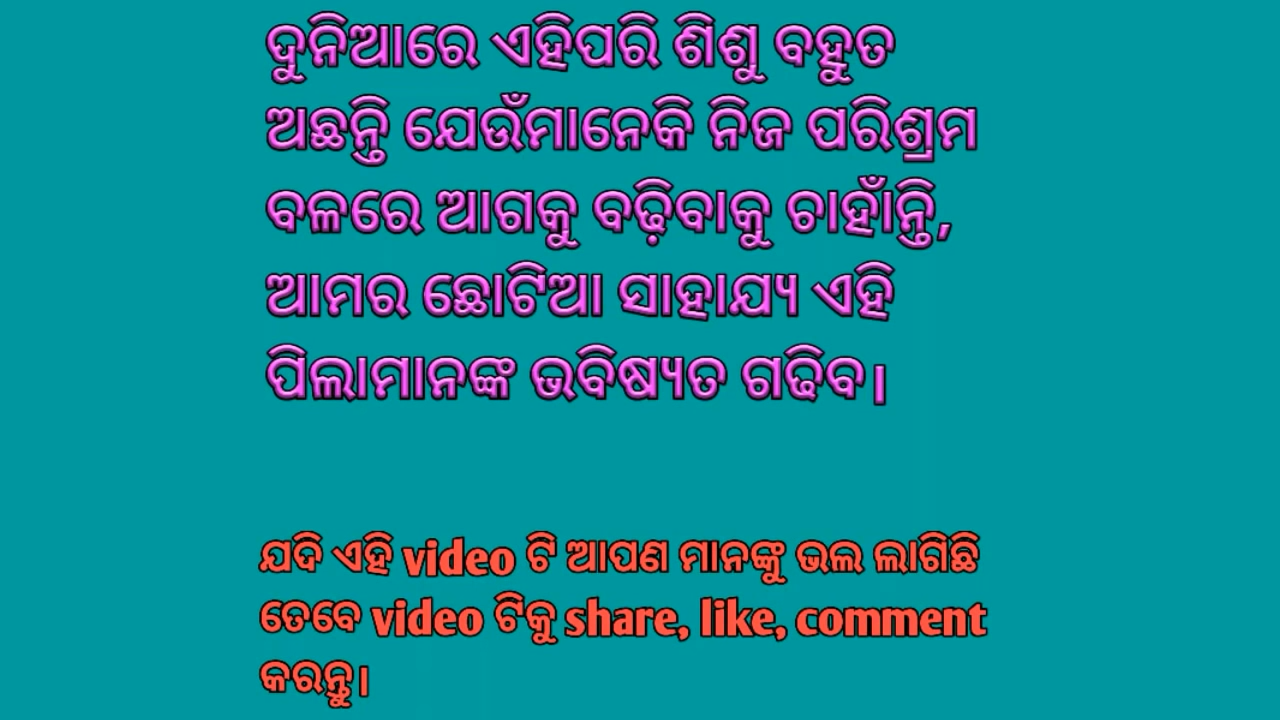 ଦୁନିଆରେ ଏହିପରି ଶିଶୁ ବହୁତ
ଅଛନ୍ତି ଯେଉଁମାନେକି ନିଜ ପରିଶ୍ରମ
ବଳରେ ଆଗକୁ ବଢ଼ିବାକୁ ଚାହାଁନ୍ତି,
ଆମର ଛୋଟିଆ ସାହାଯ୍ୟ ଏହି
ପିଲାମାନଙ୍କ ଭବିଷ୍ୟତ ଗଢିବ।
ଯଦି ଏହି video ଟି ଆପଣ ମାନଙ୍କୁ ଭଲ ଲାଗିଛି
ତେବେ video ଟିକୁ share, like, comment
କରନ୍ତୁ।